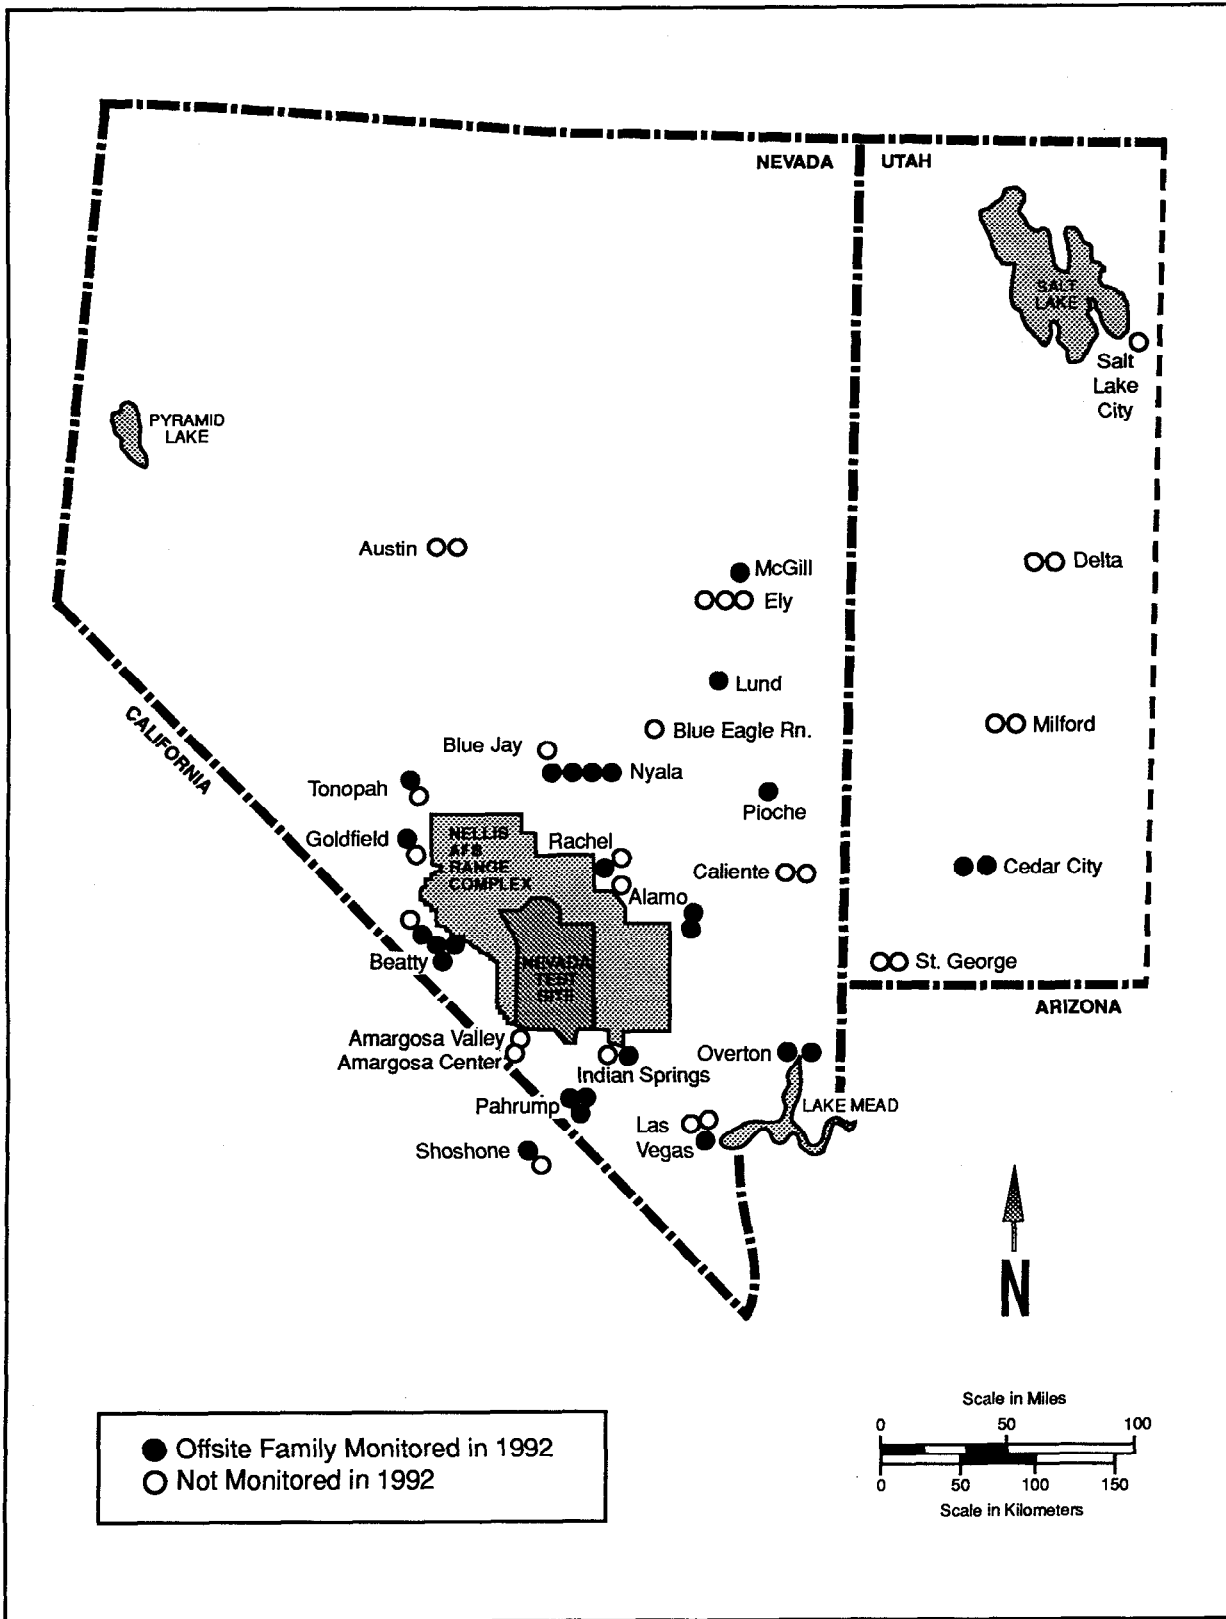 NEVADA
UTAH
SALT
LAKE
Salt
Lake
City
PYRAMID
LAKE
Austin
McGill
Ely
Delta
Lund
Blue Eagle Rn.
Milford
CALIFORNIA
Blue Jay
Nyala
Tonopah
Pioche
Goldfield
NELLIS
AFB
RANGE
COMPLEX
Rachel
Caliente
Cedar City
Alamo
Beatty
NEVADA
TEST
SITE
St. George
ARIZONA
Amargosa Valley
Amargosa Center
Indian Springs
Overton
Pahrump
LAKE MEAD
Las
Vegas
Shoshone
N
Scale in Miles
0 50 100
0 50 100 150
Scale in Kilometers
Offsite Family Monitored in 1992
Not Monitored in 1992